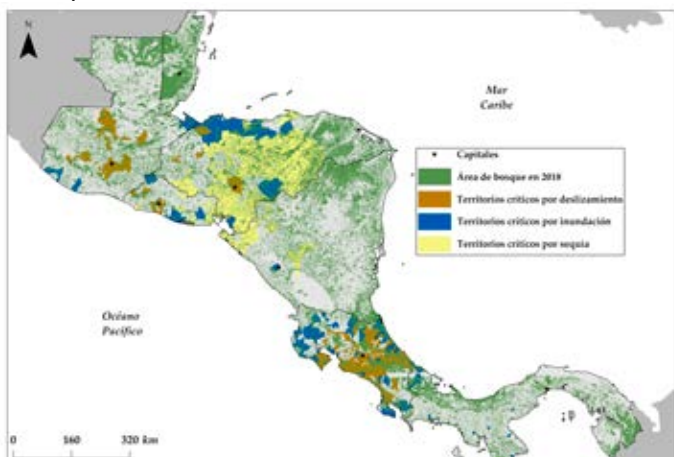 N
Mar
Caribe
Capitales
Área de bosque en 2018
Territorios críticos por deslizamiento
Territorios críticos por inundación
Territorios críticos por sequía
Océano
Pacífico
0 160 320 km